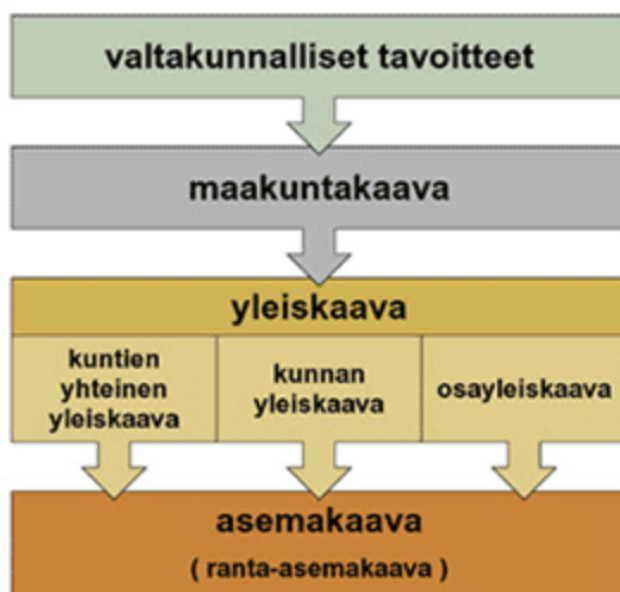 valtakunnalliset tavoitteet
maakuntakaava
yleiskaava
kuntien
yhteinen
yleiskaava
kunnan
yleiskaava
osayleiskaava
asemakaava
( ranta-asemakaava )